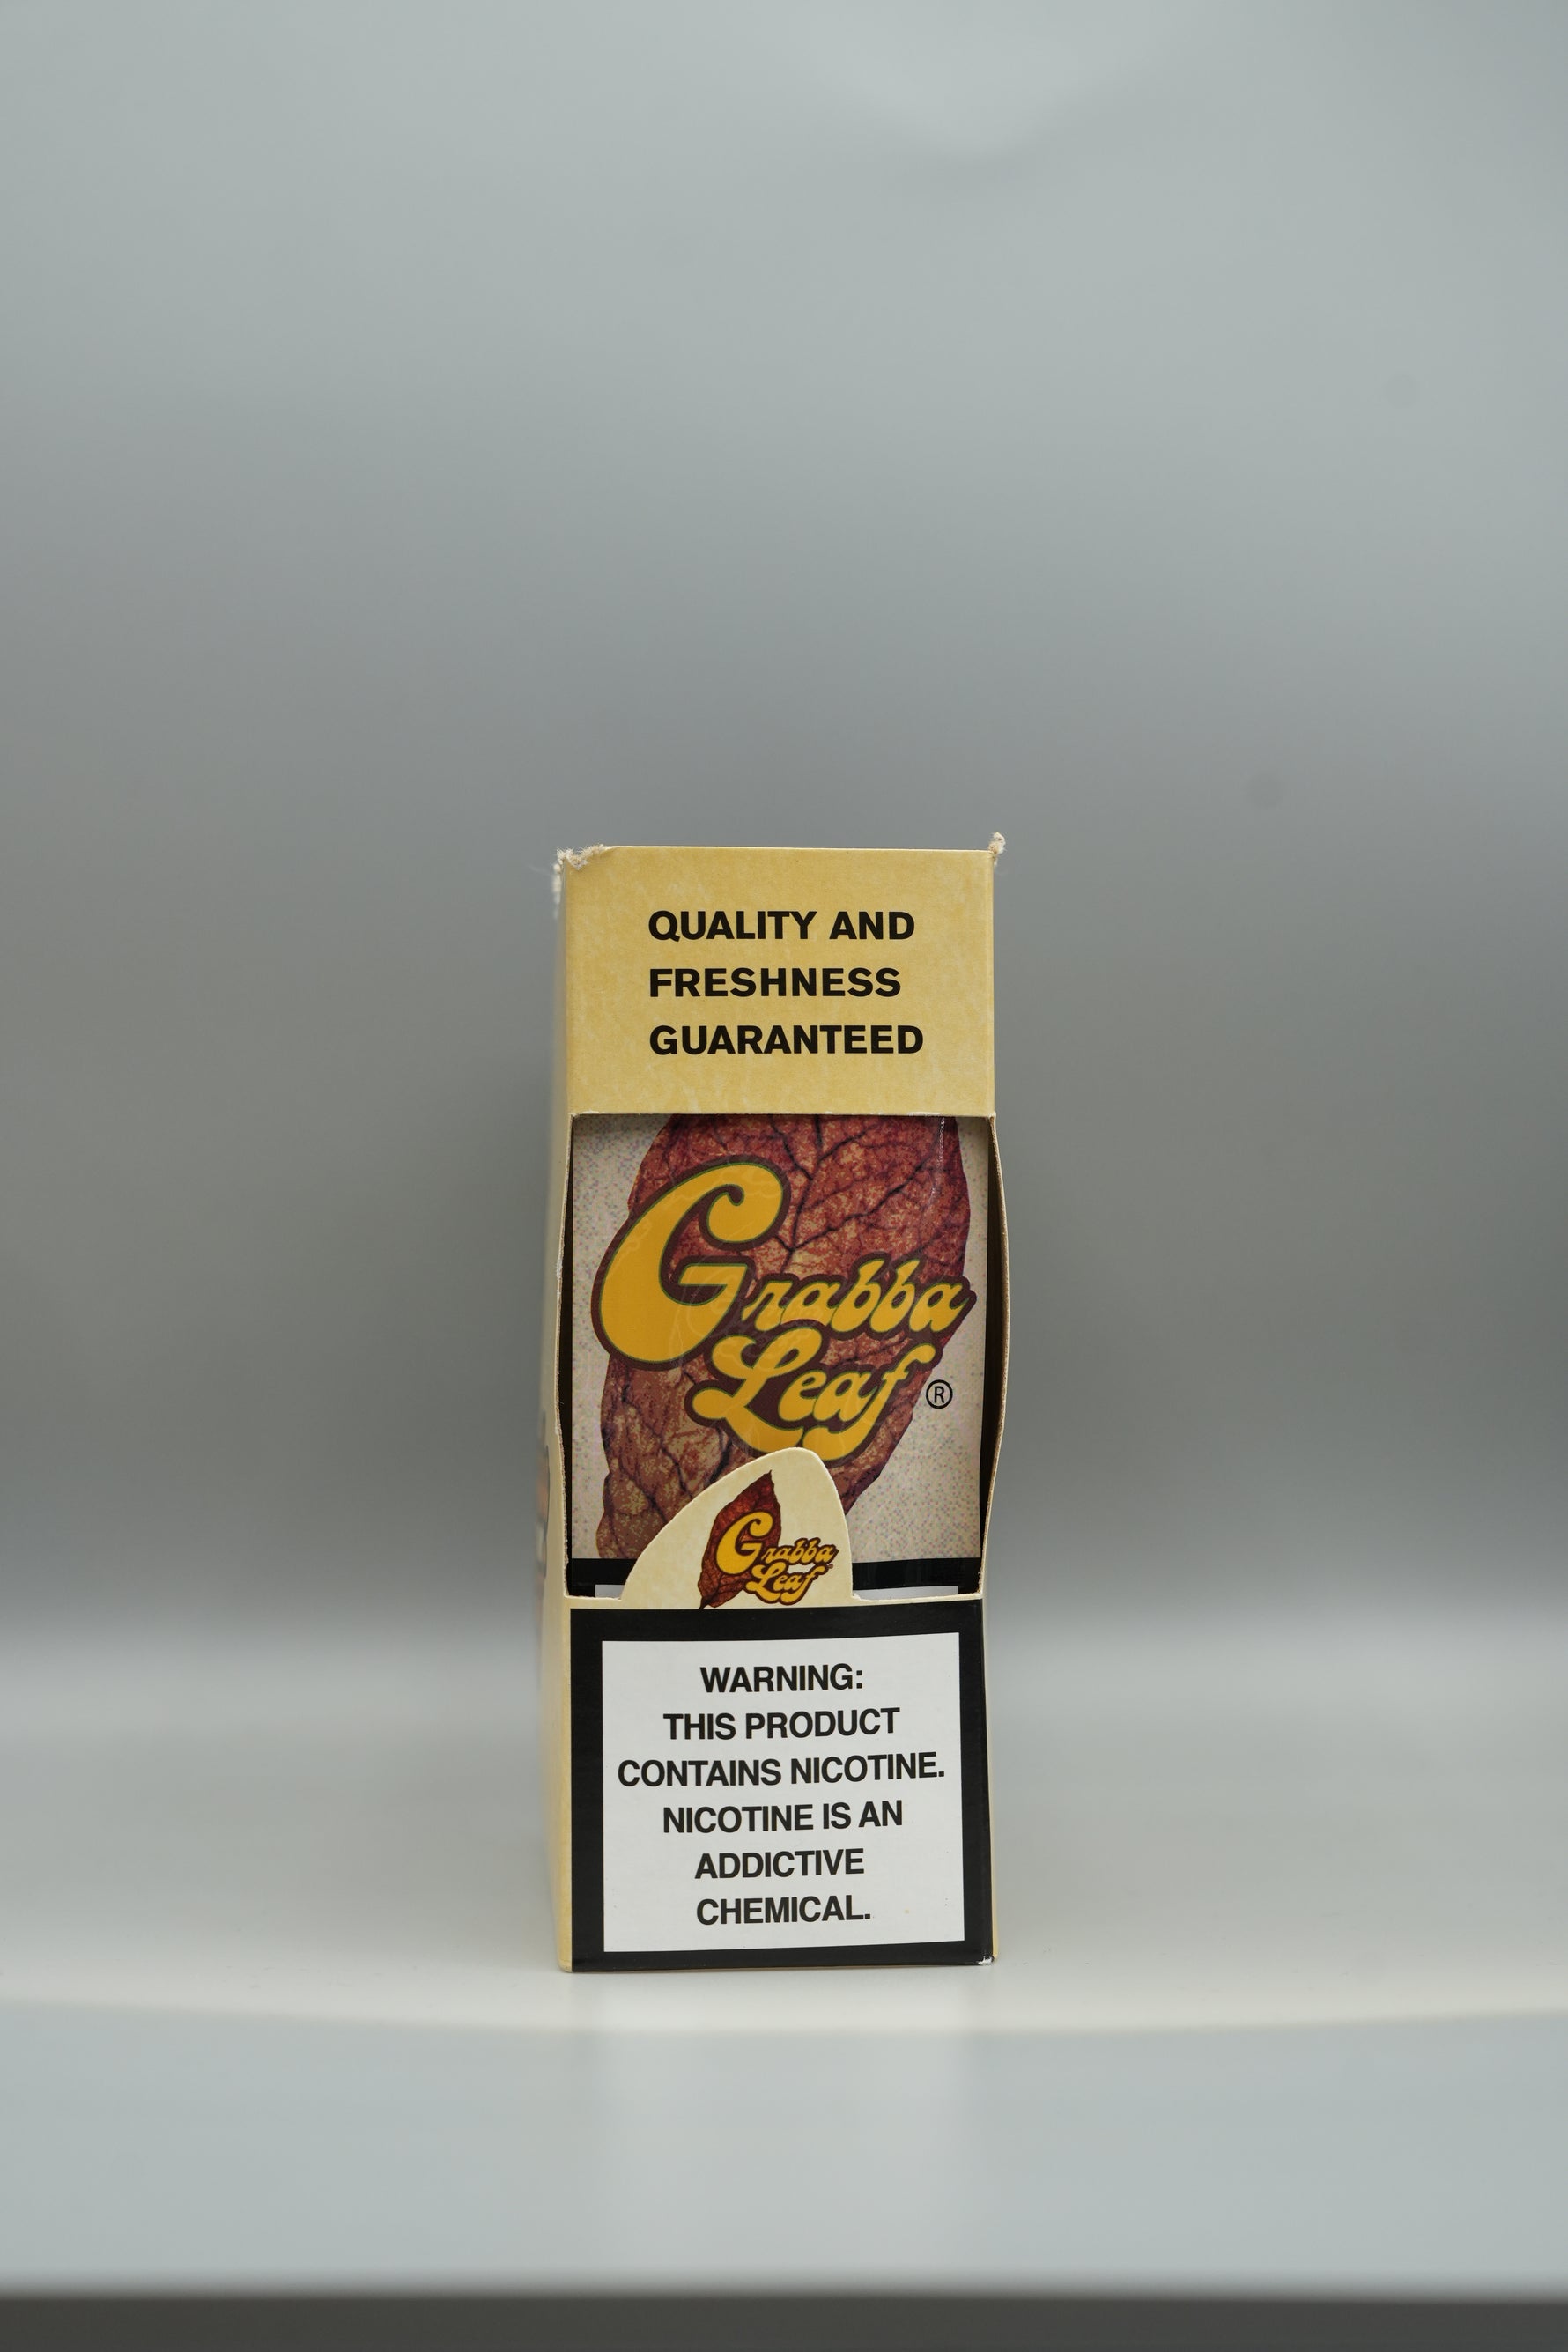 QUALITY AND
FRESHNESS
GUARANTEED
Grabba
Leaf®
Grabba
Leaf
WARNING:
THIS PRODUCT
CONTAINS NICOTINE.
NICOTINE IS AN
ADDICTIVE
CHEMICAL.